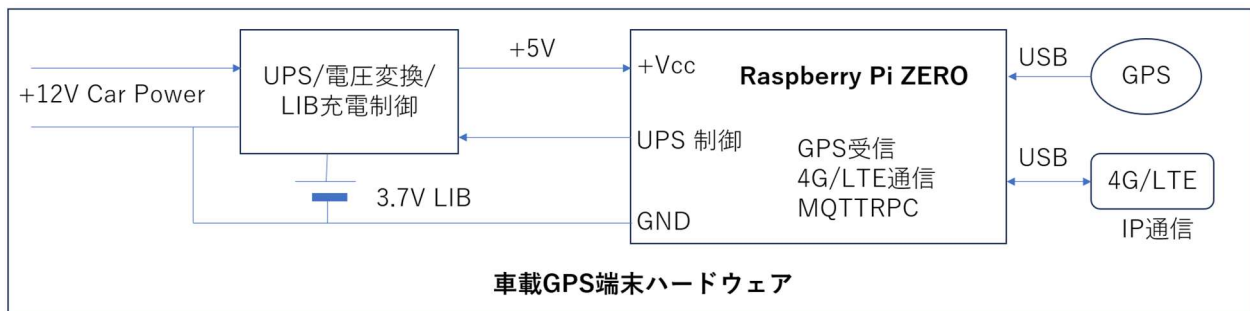 +12V Car Power
UPS/電圧変換/
LIB充電制御
3.7V LIB
+5V
+Vcc
Raspberry Pi ZERO
UPS 制御
GPS受信
4G/LTE通信
MQTTRPC
GND
USB
GPS
USB
4G/LTE
IP通信
車載GPS端末ハードウェア